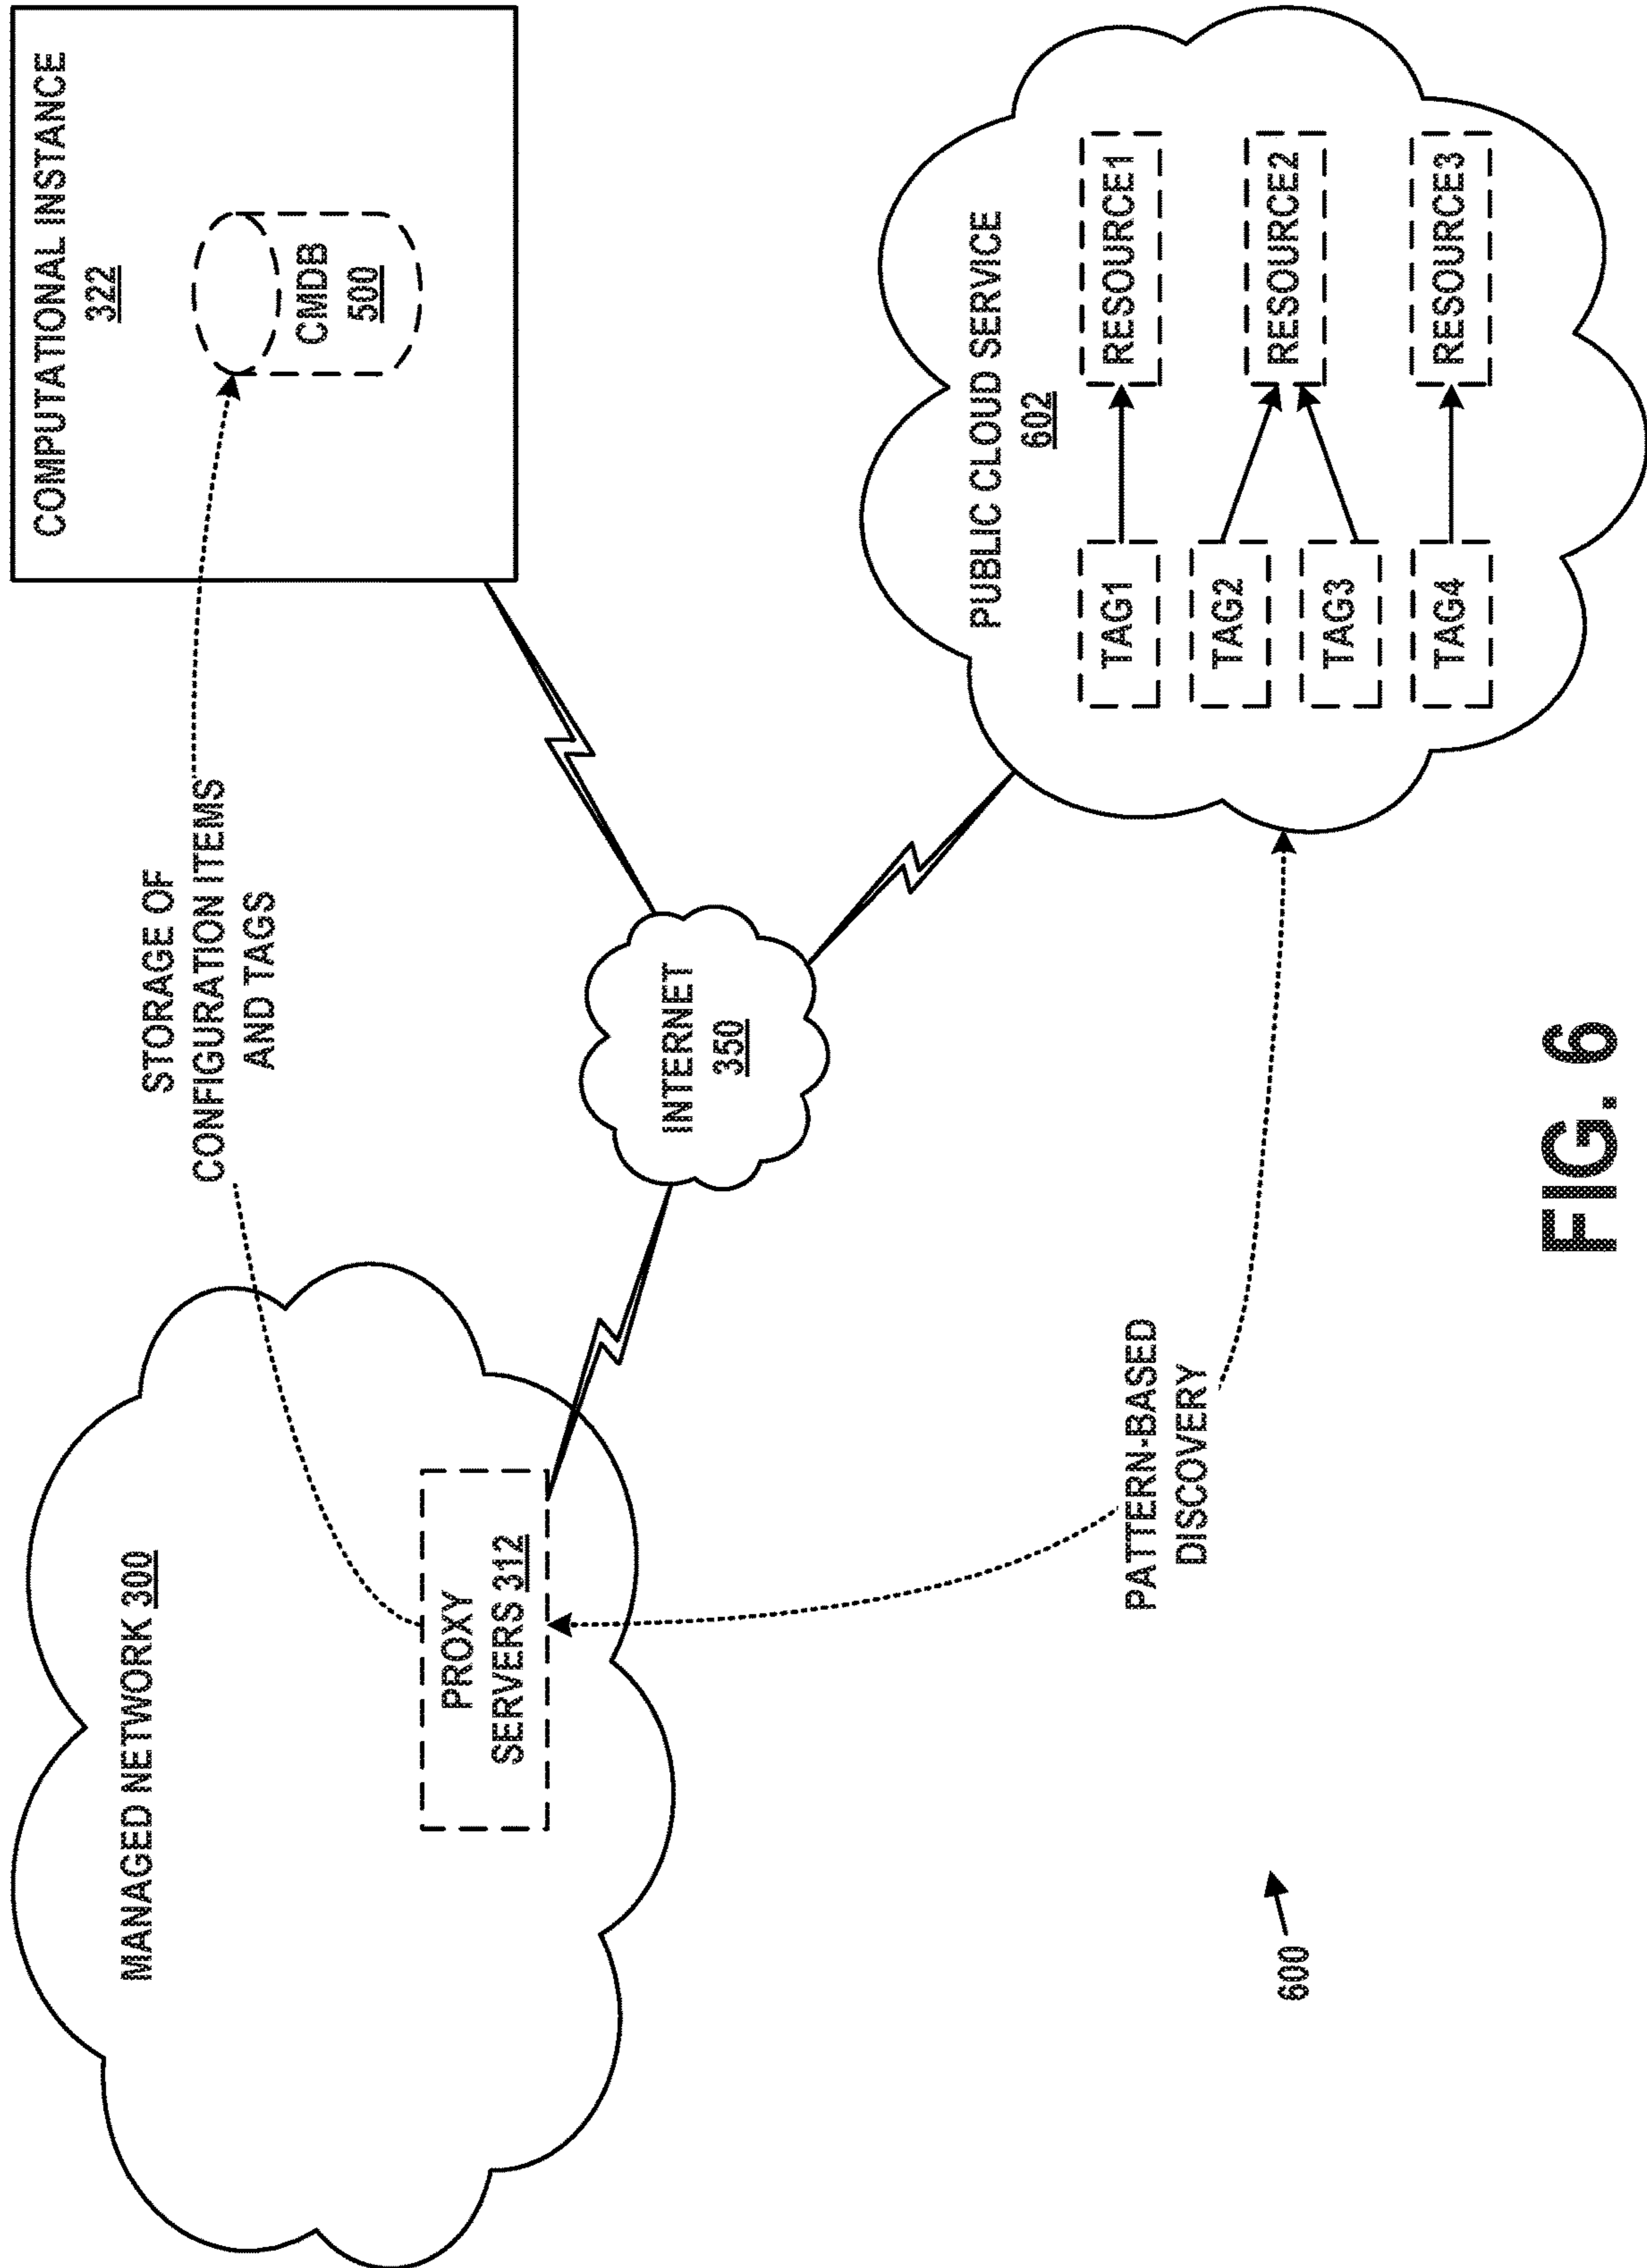 MANAGED NETWORK 300
PROXY
SERVERS 312
STORAGE OF
CONFIGURATION ITEMS
AND TAGS
COMPUTATIONAL INSTANCE
322
CMDB
500
INTERNET
350
PATTERN-BASED
DISCOVERY
PUBLIC CLOUD SERVICE
602
TAG1
RESOURCE1
TAG2
RESOURCE2
TAG3
TAG4
RESOURCE3
600
FIG. 6